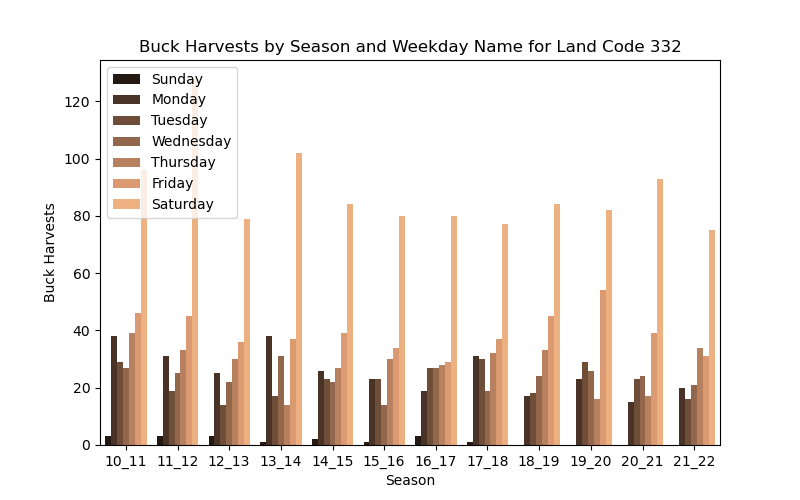 Buck Harvests by Season and Weekday Name for Land Code 332
Sunday
Monday
Tuesday
Wednesday
Thursday
Friday
Saturday
120
100
80
60
40
20
0
Buck Harvests
10_11 11_12 12_13 13_14 14_15 15_16 16_17 17_18 18_19 19_20 20_21 21_22
Season